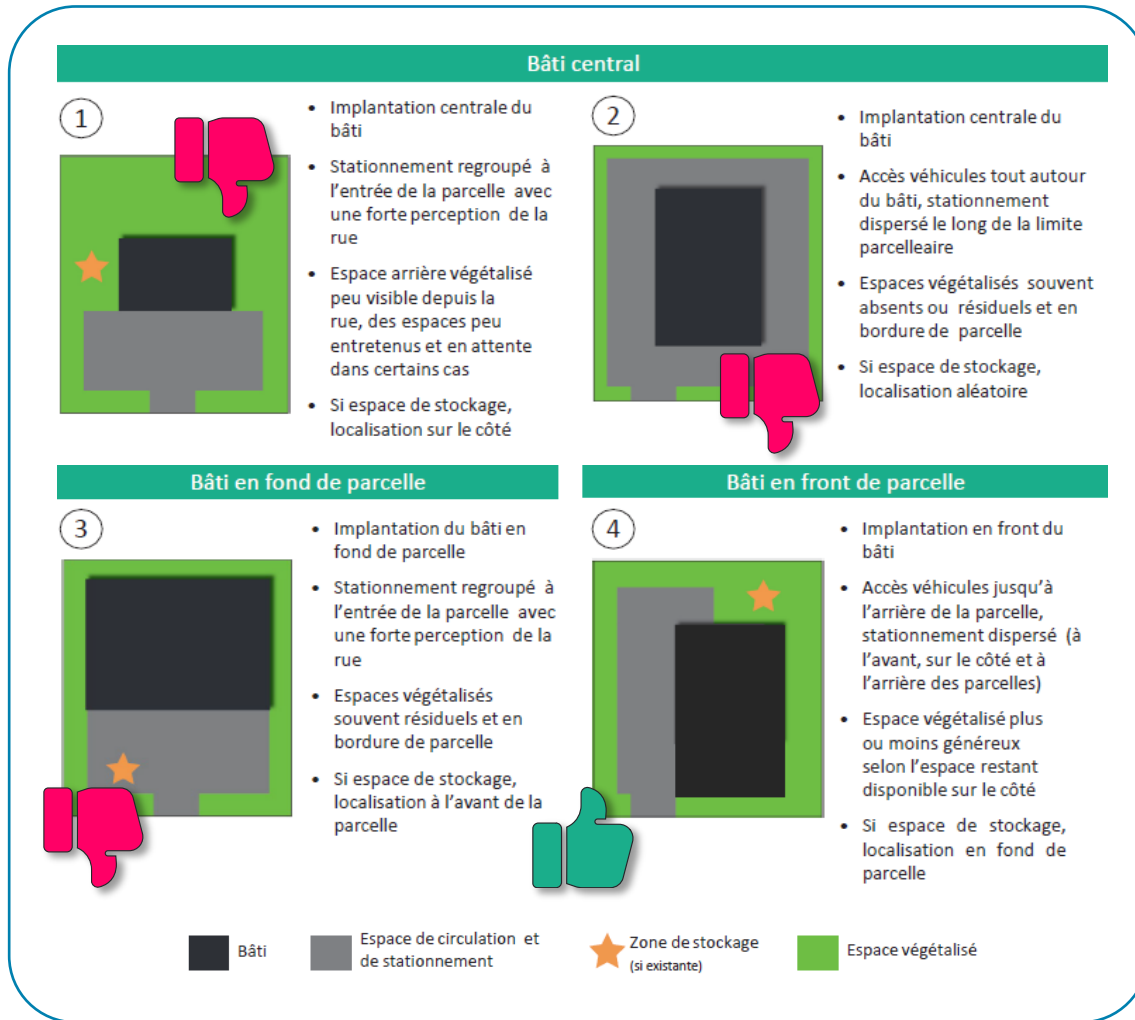 Bâti central
1
• Implantation centrale du
bâti
• Stationnement regroupé à
l'entrée de la parcelle avec
une forte perception de la
rue
• Espace arrière végétalisé
peu visible depuis la
rue, des espaces peu
entretenus et en attente
dans certains cas
• Si espace de stockage,
localisation sur le côté
2
• Implantation centrale du
bâti
• Accès véhicules tout autour
du bâti, stationnement
dispersé le long de la limite
parcelleaire
• Espaces végétalisés souvent
absents ou résiduels et en
bordure de parcelle
• Si espace de stockage,
localisation aléatoire
Bâti en fond de parcelle
3
• Implantation du bâti en
fond de parcelle
• Stationnement regroupé à
l'entrée de la parcelle avec
une forte perception de la
rue
• Espaces végétalisés
souvent résiduels et en
bordure de parcelle
• Si espace de stockage,
localisation à l'avant de la
parcelle
Bâti en front de parcelle
4
• Implantation en front du
bâti
• Accès véhicules jusqu'à
l'arrière de la parcelle,
stationnement dispersé (à
l'avant, sur le côté et à
l'arrière des parcelles)
• Espace végétalisé plus
ou moins généreux
selon l'espace restant
disponible sur le côté
• Si espace de stockage,
localisation en fond de
parcelle
Bâti
Espace de circulation et
de stationnement
Zone de stockage
(si existante)
Espace végétalisé